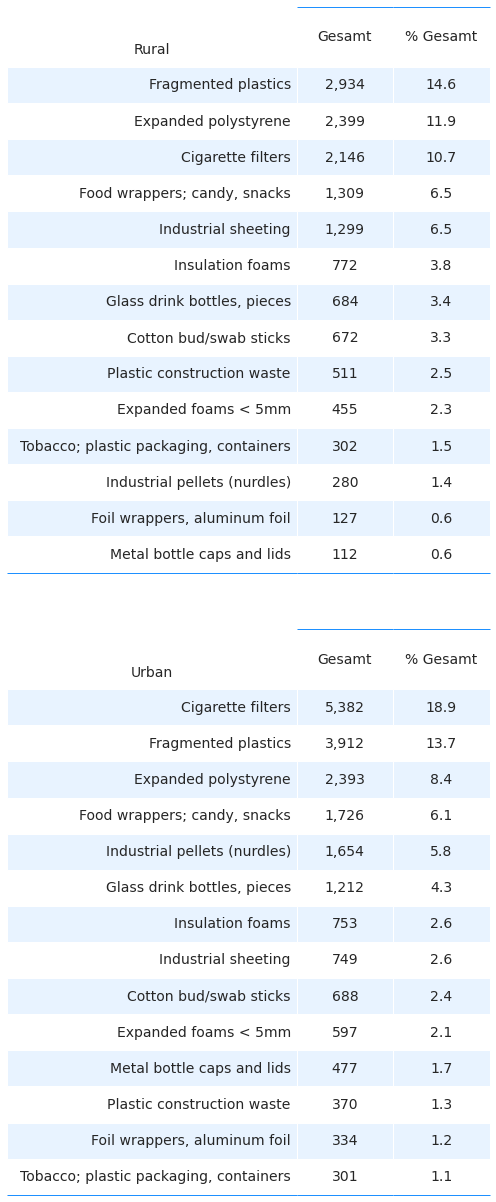 Rural Gesamt % Gesamt
Fragmented plastics 2,934 14.6
Expanded polystyrene 2,399 11.9
Cigarette filters 2,146 10.7
Food wrappers; candy, snacks 1,309 6.5
Industrial sheeting 1,299 6.5
Insulation foams 772 3.8
Glass drink bottles, pieces 684 3.4
Cotton bud/swab sticks 672 3.3
Plastic construction waste 511 2.5
Expanded foams < 5mm 455 2.3
Tobacco; plastic packaging, containers 302 1.5
Industrial pellets (nurdles) 280 1.4
Foil wrappers, aluminum foil 127 0.6
Metal bottle caps and lids 112 0.6
Urban Gesamt % Gesamt
Cigarette filters 5,382 18.9
Fragmented plastics 3,912 13.7
Expanded polystyrene 2,393 8.4
Food wrappers; candy, snacks 1,726 6.1
Industrial pellets (nurdles) 1,654 5.8
Glass drink bottles, pieces 1,212 4.3
Insulation foams 753 2.6
Industrial sheeting 749 2.6
Cotton bud/swab sticks 688 2.4
Expanded foams < 5mm 597 2.1
Metal bottle caps and lids 477 1.7
Plastic construction waste 370 1.3
Foil wrappers, aluminum foil 334 1.2
Tobacco; plastic packaging, containers 301 1.1